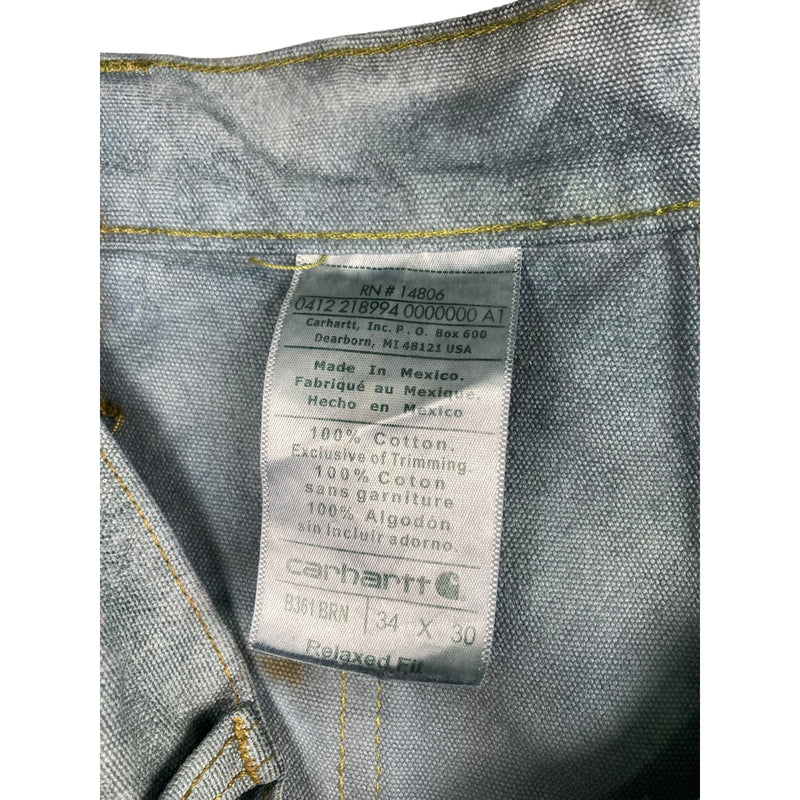 RN # 14806
0412 218994 0000000 A1
Carhartt, Inc. P. O. Box 600
Dearborn, MI 48121 USA
Made In Mexico.
Fabriqué au Mexique.
Hecho en Mexico
100% Cotton.
Exclusive of Trimming.
100% Coton
sans garniture
100% Algodón
sin incluir adorno.
carhartt
B361 BRN 34 X 30
Relaxed Fit